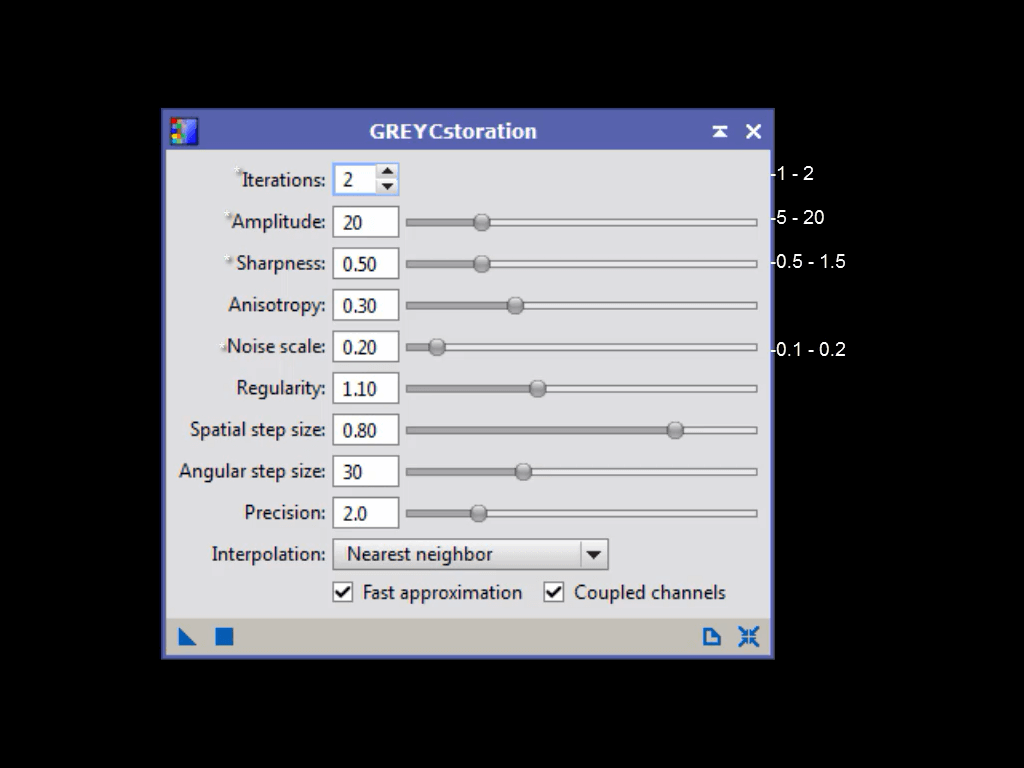 GREYCstoration
*Iterations: 2 -1 - 2
*Amplitude: 20 -5 - 20
*Sharpness: 0.50 -0.5 - 1.5
Anisotropy: 0.30
*Noise scale: 0.20 -0.1 - 0.2
Regularity: 1.10
Spatial step size: 0.80
Angular step size: 30
Precision: 2.0
Interpolation: Nearest neighbor
Fast approximation Coupled channels